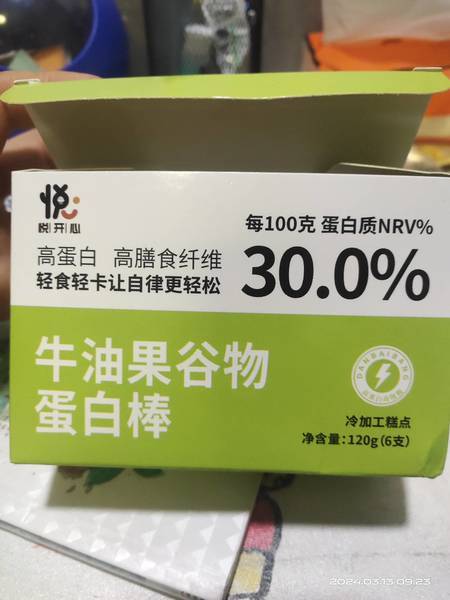 悦
悦开心
每100克 蛋白质NRV%
高蛋白 高膳食纤维
轻食轻卡让自律更轻松
30.0%
牛油果谷物
蛋白棒
DANBAIBANG
冷加工糕点
净含量:120g(6支)
2024.03.13 09:23